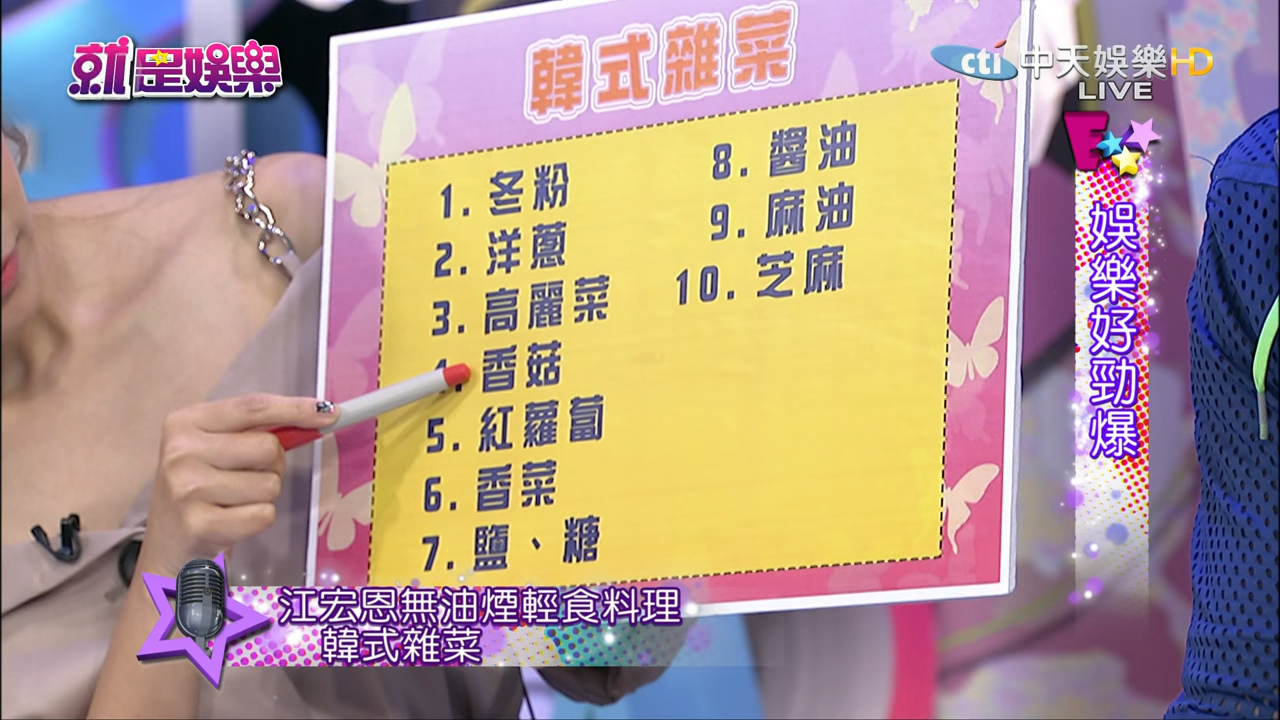 就是娛樂
cti 中天娛樂HD
LIVE
韓式雜菜
1. 冬粉
2. 洋蔥
3. 高麗菜
4. 香菇
5. 紅蘿蔔
6. 香菜
7. 鹽、糖
8. 醬油
9. 麻油
10. 芝麻
E
娛樂好勁爆
江宏恩無油煙輕食料理
韓式雜菜